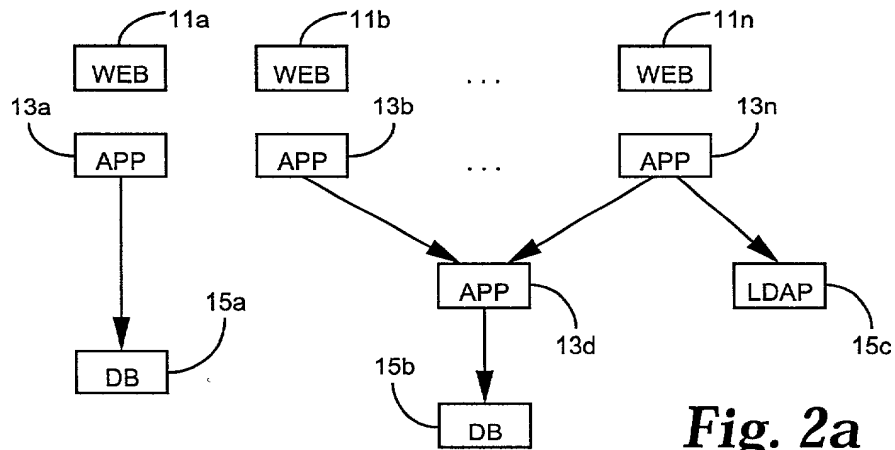 11a 11b 11n
WEB WEB ... WEB
13a 13b 13n
APP APP ... APP
APP LDAP
15a 13d 15c
DB 15b
DB
Fig. 2a